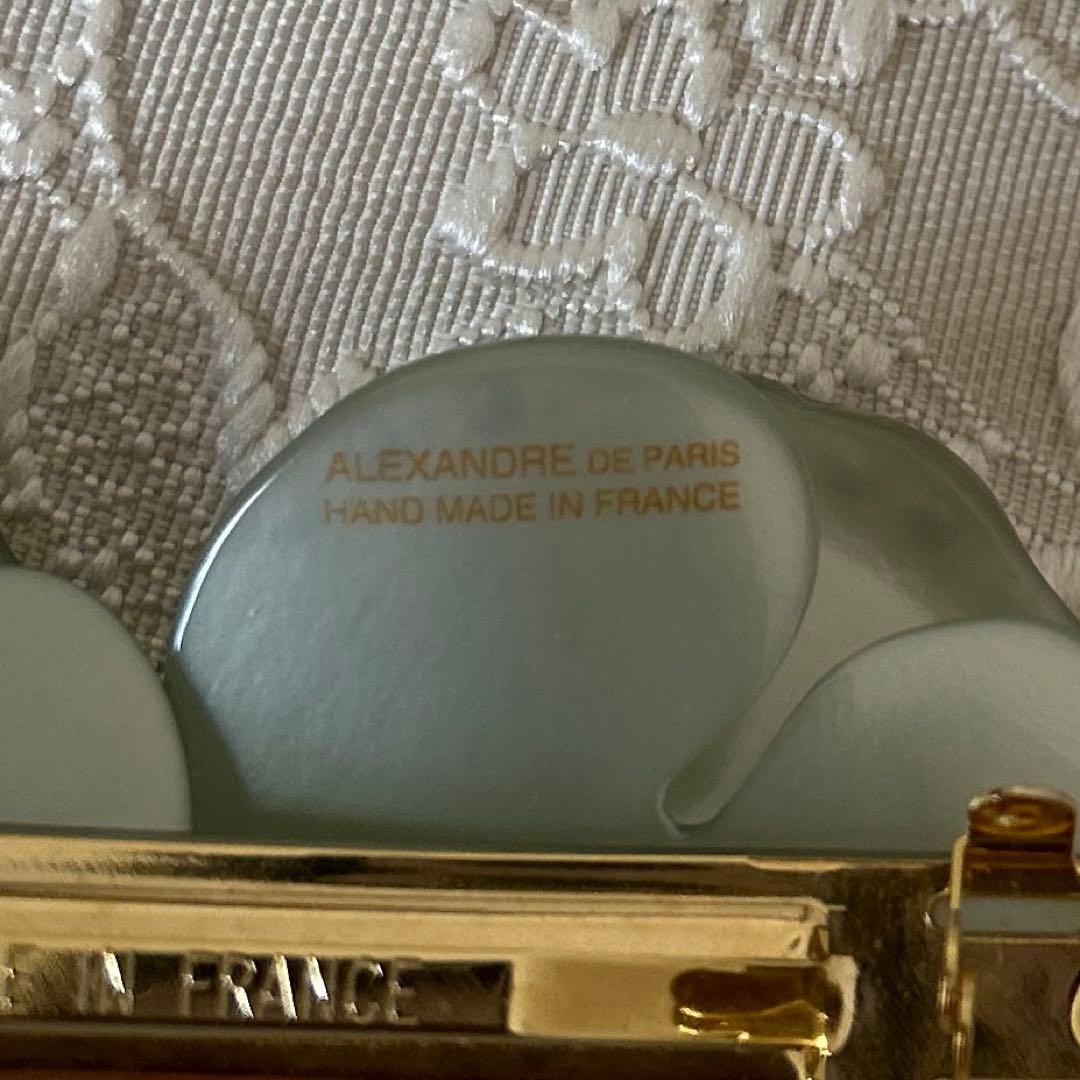 ALEXANDRE DE PARIS
HAND MADE IN FRANCE
IN FRANCE